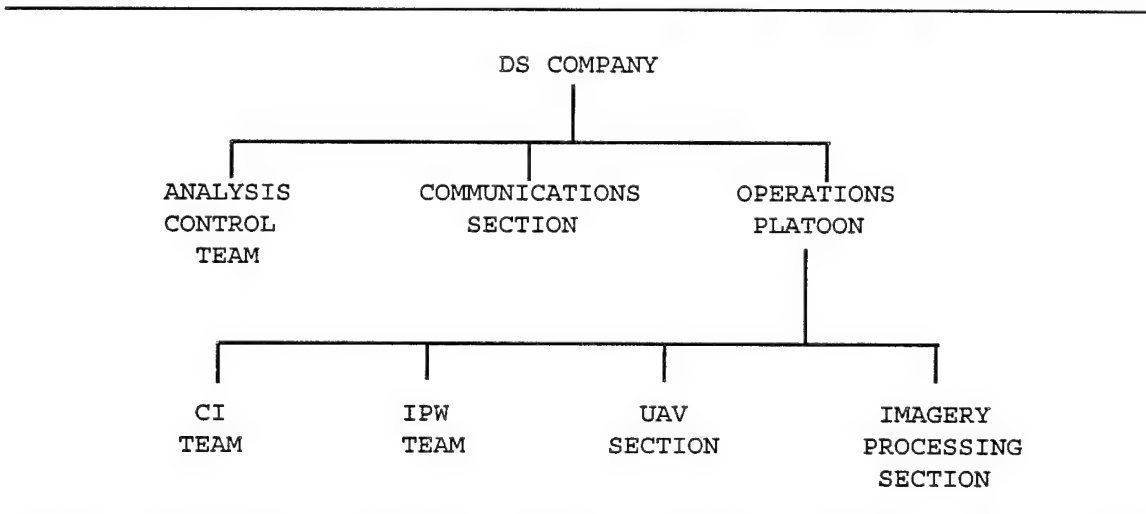 DS COMPANY
ANALYSIS CONTROL TEAM
COMMUNICATIONS SECTION
OPERATIONS PLATOON
CI TEAM
IPW TEAM
UAV SECTION
IMAGERY PROCESSING SECTION